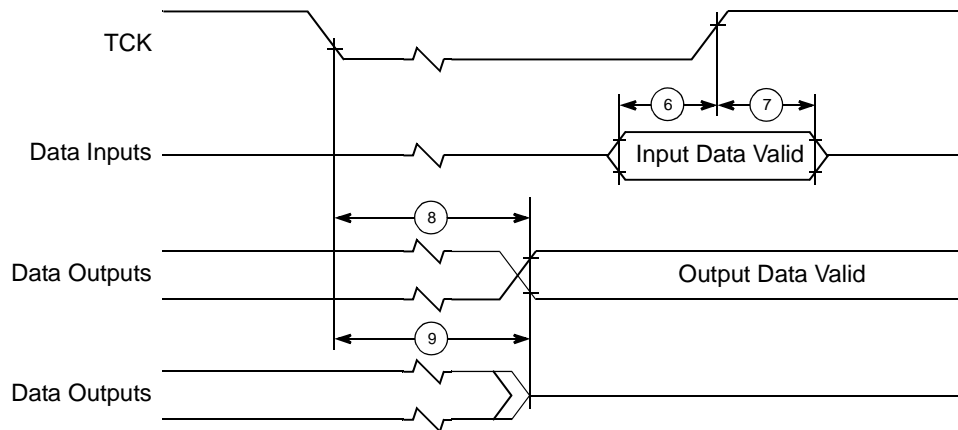 TCK
6
7
Data Inputs
Input Data Valid
8
Data Outputs
Output Data Valid
9
Data Outputs